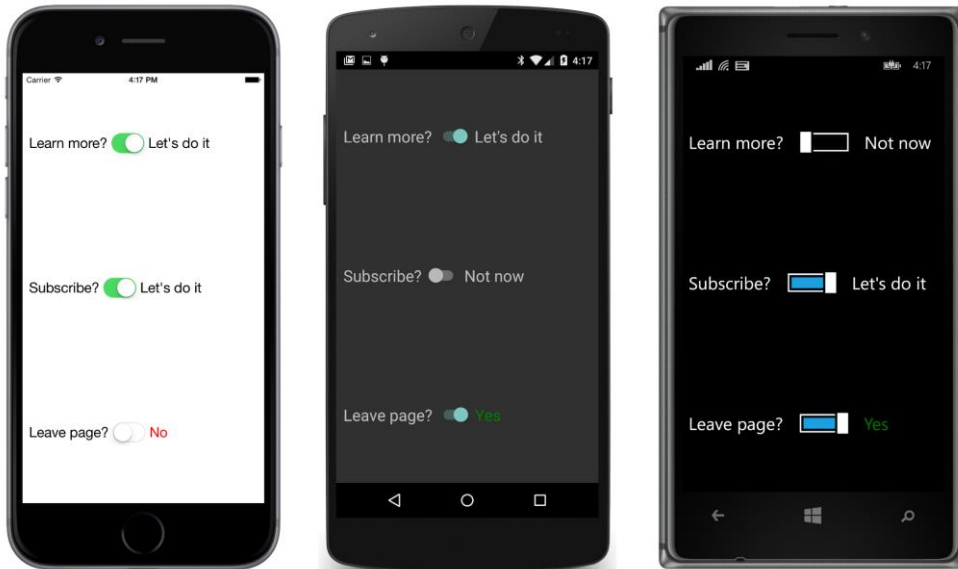 Carrier 4:17 PM
Learn more? Let's do it
Subscribe? Let's do it
Leave page? No
4:17
Learn more? Let's do it
Subscribe? Not now
Leave page? Yes
4:17
Learn more? Not now
Subscribe? Let's do it
Leave page? Yes